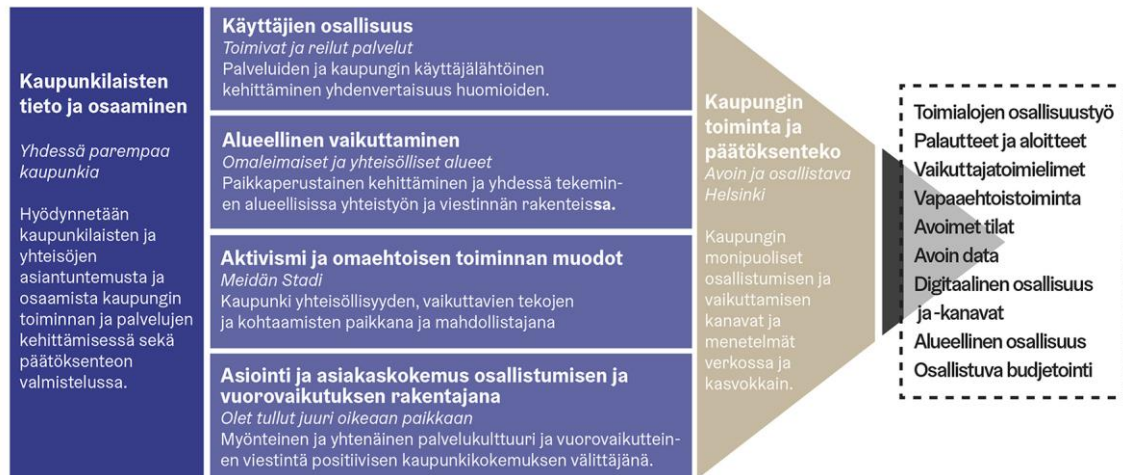 Kaupunkilaisten
tieto ja osaaminen
Yhdessä parempaa
kaupunkia
Hyödynnetään
kaupunkilaisten ja
yhteisöjen
asiantuntemusta ja
osaamista kaupungin
toiminnan ja palvelujen
kehittämisessä sekä
päätöksenteon
valmistelussa.
Käyttäjien osallisuus
Toimivat ja reilut palvelut
Palveluiden ja kaupungin käyttäjälähtöinen
kehittäminen yhdenvertaisuus huomioiden.
Alueellinen vaikuttaminen
Omaleimaiset ja yhteisölliset alueet
Paikkaperustainen kehittäminen ja yhdessä tekemin-
en alueellisissa yhteistyön ja viestinnän rakenteissa.
Aktivismi ja omaehtoisen toiminnan muodot
Meidän Stadi
Kaupunki yhteisöllisyyden, vaikuttavien tekojen
ja kohtaamisten paikkana ja mahdollistajana
Asiointi ja asiakaskokemus osallistumisen ja
vuorovaikutuksen rakentajana
Olet tullut juuri oikeaan paikkaan
Myönteinen ja yhtenäinen palvelukulttuuri ja vuorovaikuttein-
en viestintä positiivisen kaupunkikokemuksen välittäjänä.
Kaupungin
toiminta ja
päätöksenteko
Avoin ja osallistava
Helsinki
Kaupungin
monipuoliset
osallistumisen ja
vaikuttamisen
kanavat ja
menetelmät
verkossa ja
kasvokkain.
Toimialojen osallisuustyö
Palautteet ja aloitteet
Vaikuttajatoimielimet
Vapaaehtoistoiminta
Avoimet tilat
Avoin data
Digitaalinen osallisuus
ja -kanavat
Alueellinen osallisuus
Osallistuva budjetointi